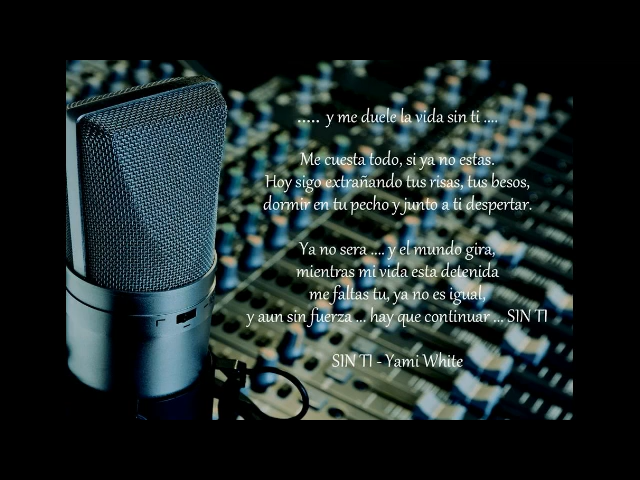 ..... y me duele la vida sin ti ....
Me cuesta todo, si ya no estas.
Hoy sigo extrañando tus risas, tus besos,
dormir en tu pecho y junto a ti despertar.
Ya no sera .... y el mundo gira,
mientras mi vida esta detenida
me faltas tu, ya no es igual,
y aun sin fuerza ... hay que continuar ... SIN TI
SIN TI - Yami White